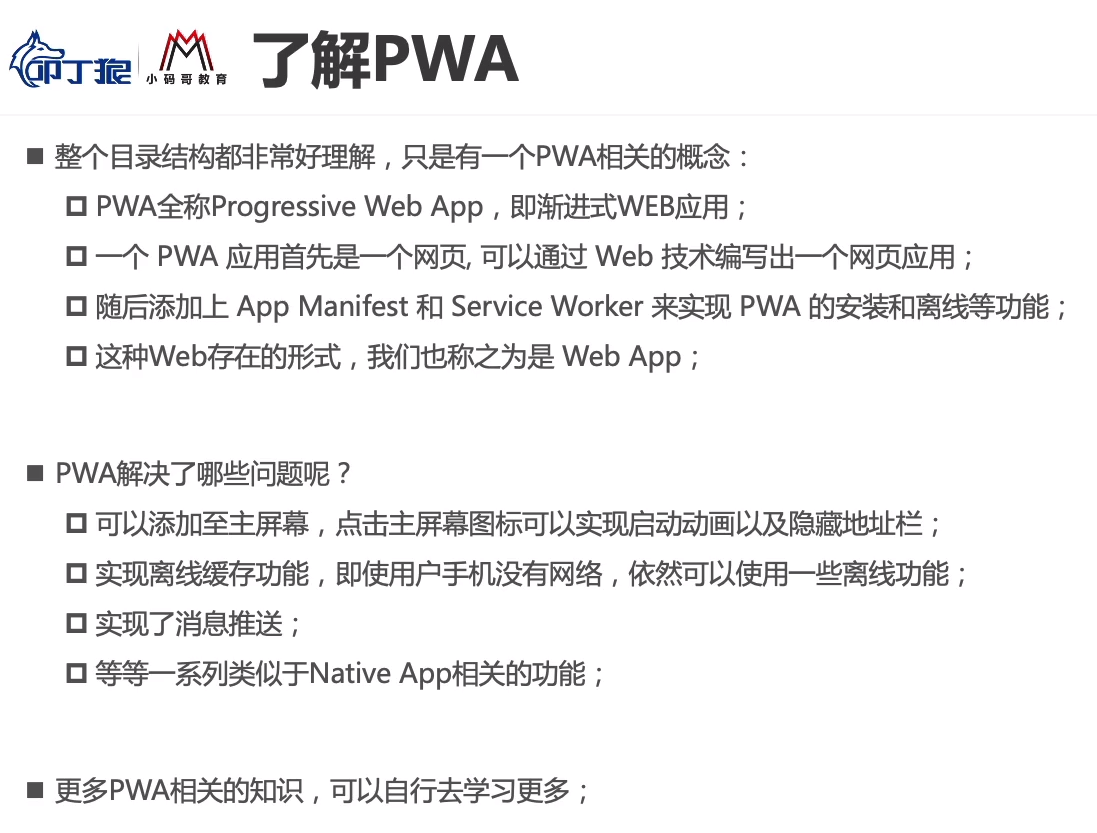 叩丁狼
小码哥教育
了解PWA
整个目录结构都非常好理解，只是有一个PWA相关的概念：
PWA全称Progressive Web App，即渐进式WEB应用；
一个 PWA 应用首先是一个网页, 可以通过 Web 技术编写出一个网页应用；
随后添加上 App Manifest 和 Service Worker 来实现 PWA 的安装和离线等功能；
这种Web存在的形式，我们也称之为是 Web App；
PWA解决了哪些问题呢？
可以添加至主屏幕，点击主屏幕图标可以实现启动动画以及隐藏地址栏；
实现离线缓存功能，即使用户手机没有网络，依然可以使用一些离线功能；
实现了消息推送；
等等一系列类似于Native App相关的功能；
更多PWA相关的知识，可以自行去学习更多；